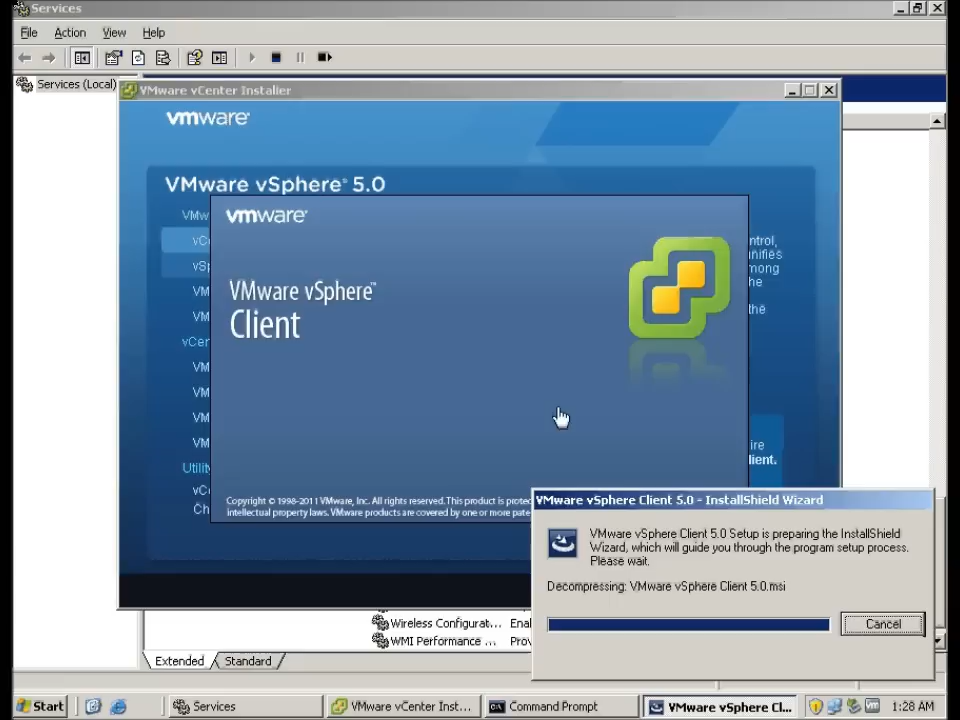 Services
File Action View Help
Services (Local)
VMware vCenter Installer
vmware
VMware vSphere 5.0
vmware
VMware vSphere™
Client
ntrol,
nifies
mong
he
the
vCen
Utility
ire
lient.
Copyright © 1998-2011 VMware, Inc. All rights reserved. This product is protec
intellectual property laws. VMware products are covered by one or more pate
VMware vSphere Client 5.0 - InstallShield Wizard
VMware vSphere Client 5.0 Setup is preparing the InstallShield
Wizard, which will guide you through the program setup process.
Please wait.
Decompressing: VMware vSphere Client 5.0.msi
Cancel
Wireless Configurat... Ena
WMI Performance ... Prov
Extended Standard
Start Services VMware vCenter Inst... Command Prompt VMware vSphere Cl... 1:28 AM